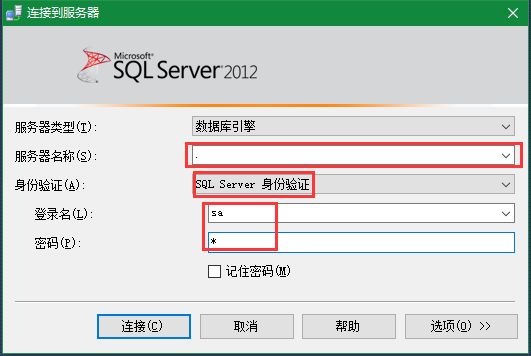 连接到服务器
Microsoft®
SQL Server 2012
服务器类型(T): 数据库引擎
服务器名称(S): .
身份验证(A): SQL Server 身份验证
登录名(L): sa
密码(P): *
记住密码(M)
连接(C) 取消 帮助 选项(O) >>